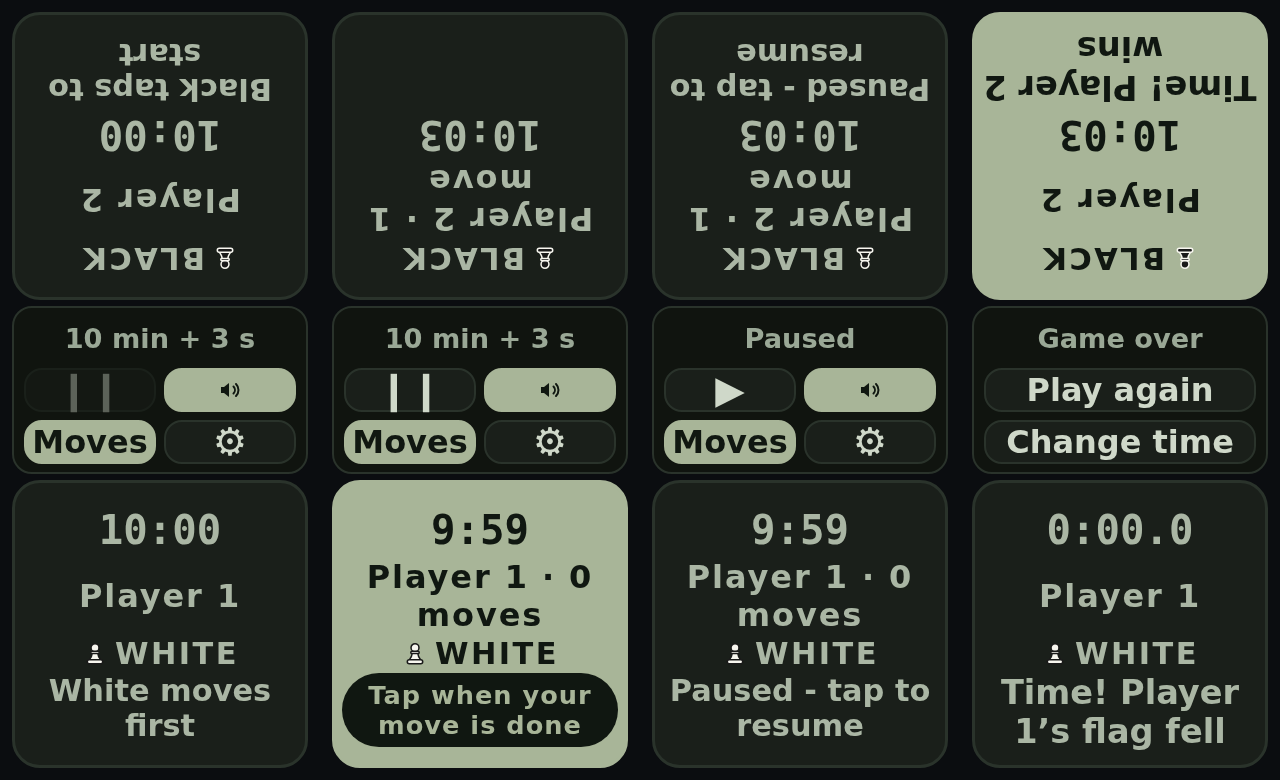 BLACK
Player 2
10:00
Black taps to
start
10 min + 3 s
Moves
10:00
Player 1
WHITE
White moves
first
BLACK
Player 2 · 1
move
10:03
10 min + 3 s
Moves
9:59
Player 1 · 0
moves
WHITE
Tap when your
move is done
BLACK
Player 2 · 1
move
10:03
Paused - tap to
resume
Paused
Moves
9:59
Player 1 · 0
moves
WHITE
Paused - tap to
resume
BLACK
Player 2
10:03
Time! Player 2
wins
Game over
Play again
Change time
0:00.0
Player 1
WHITE
Time! Player
1’s flag fell